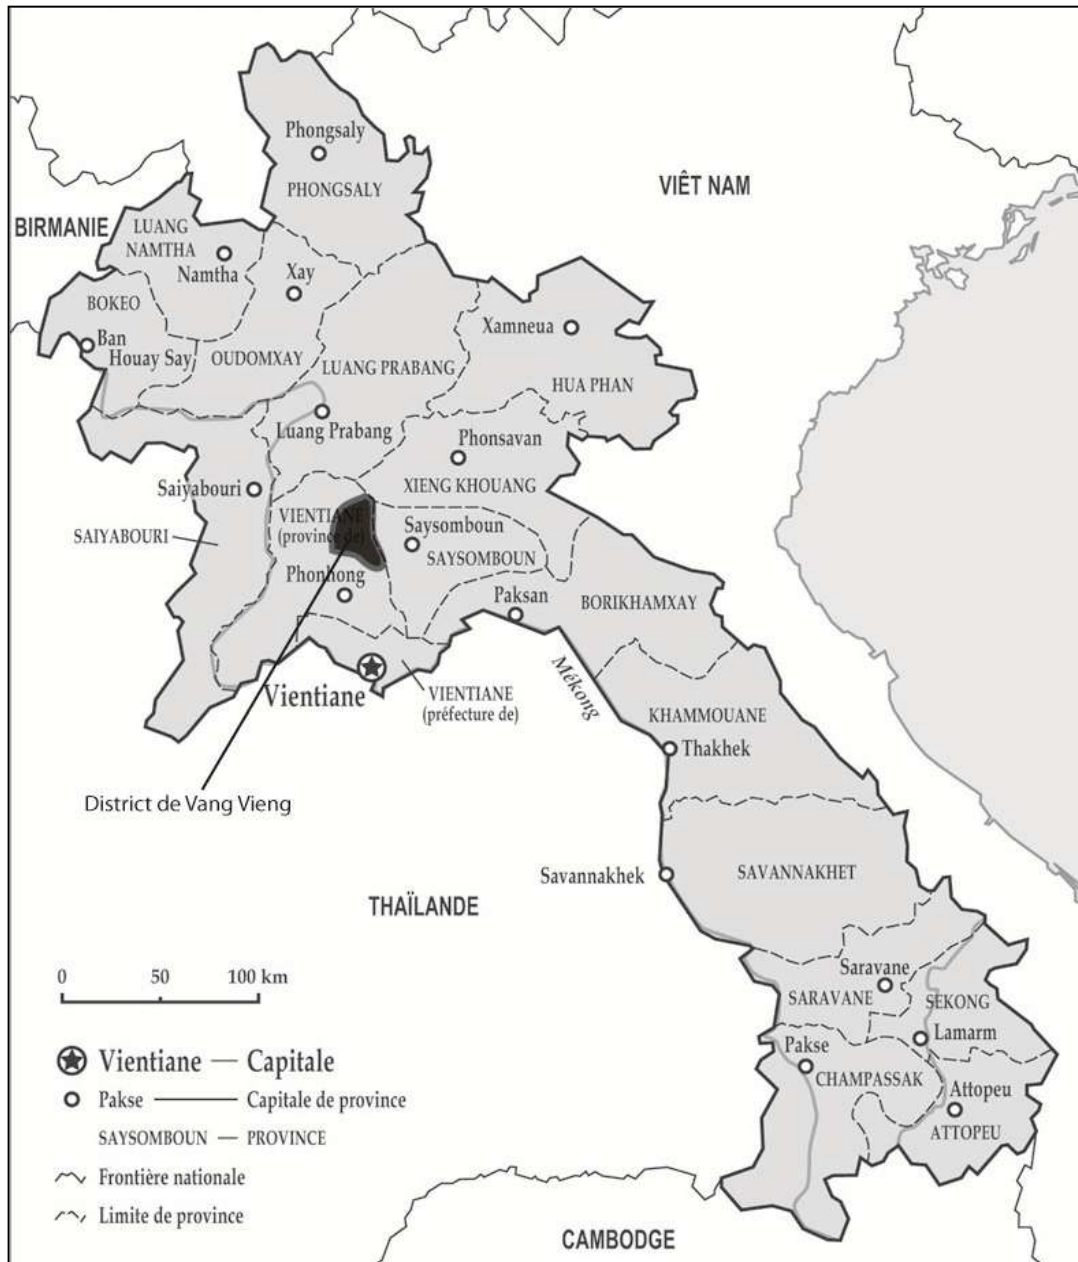 Phongsaly
PHONGSALY
VIÊT NAM
BIRMANIE
LUANG
NAMTHA
Namtha
Xay
BOKEO
Ban
Houay Say
OUDOMXAY
LUANG PRABANG
Xamneua
HUA PHAN
Luang Prabang
Phonsavan
XIENG KHOUANG
Saiyabouri
SAIYABOURI
VIENTIANE
(province de)
Saysomboun
SAYSOMBOUN
Phonhong
Paksan
BORIKHAMXAY
Mékong
Vientiane
VIENTIANE
(préfecture de)
KHAMMOUANE
Thakhek
District de Vang Vieng
Savannakhek
SAVANNAKHET
THAÏLANDE
Saravane
SARAVANE
SEKONG
Lamarm
Pakse
CHAMPASSAK
Attopeu
ATTOPEU
CAMBODGE
0 50 100 km
Vientiane — Capitale
Pakse — Capitale de province
SAYSOMBOUN — PROVINCE
Frontière nationale
Limite de province